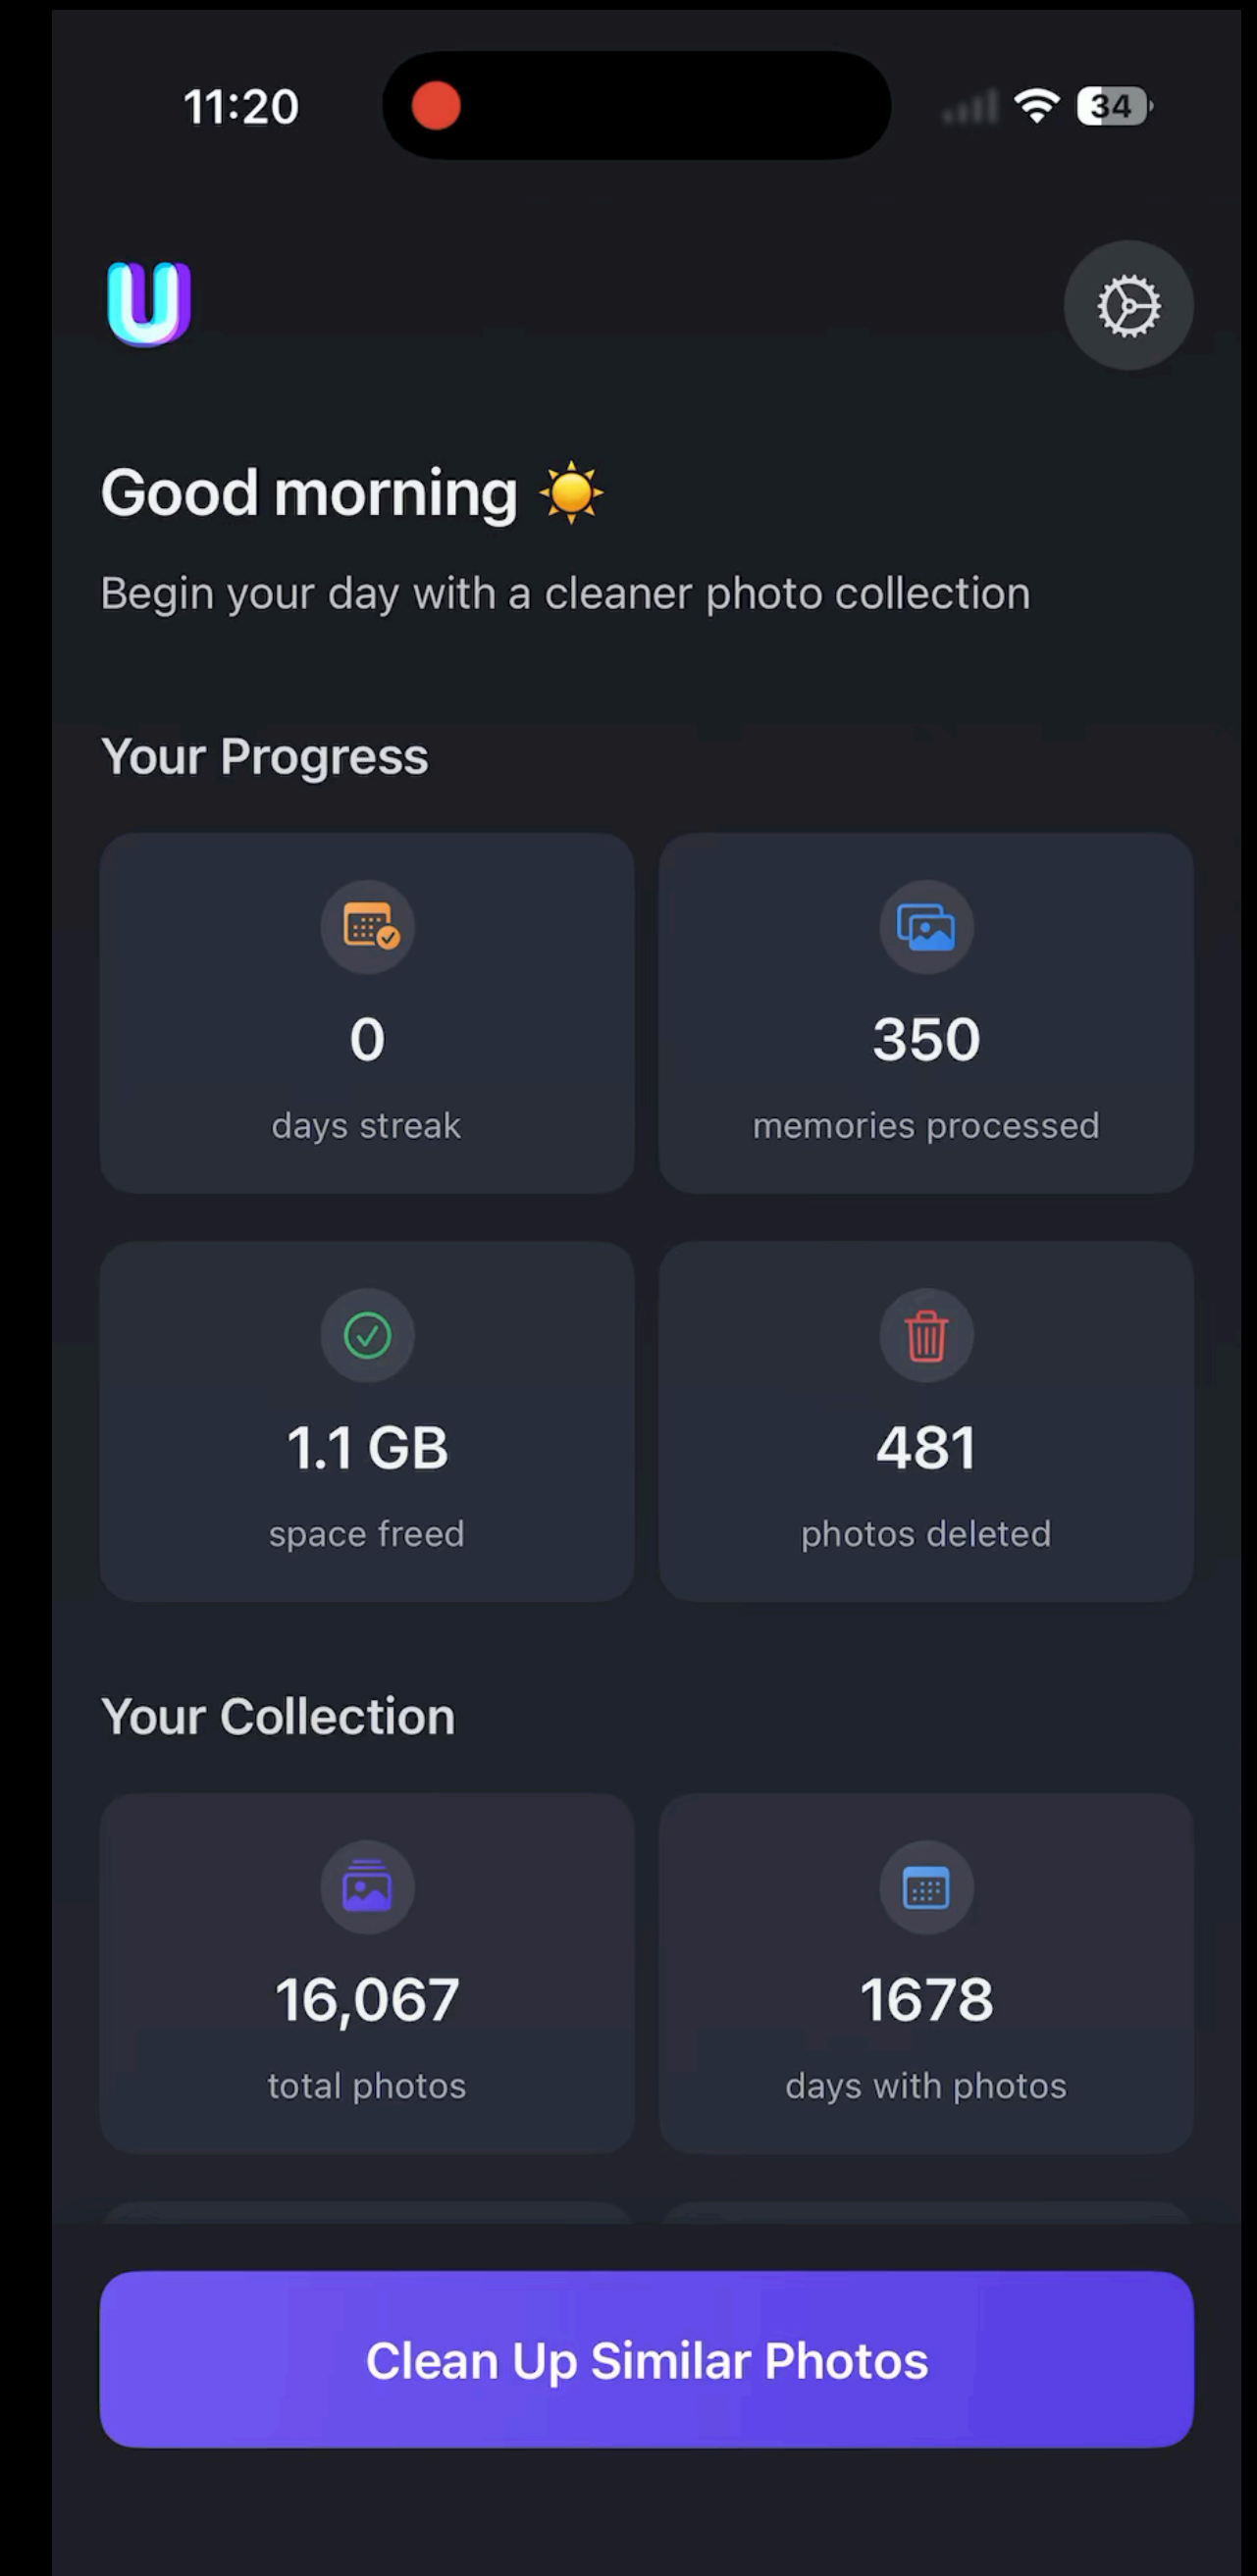 11:20
34
U
Good morning ☀️
Begin your day with a cleaner photo collection
Your Progress
0
days streak
350
memories processed
1.1 GB
space freed
481
photos deleted
Your Collection
16,067
total photos
1678
days with photos
Clean Up Similar Photos